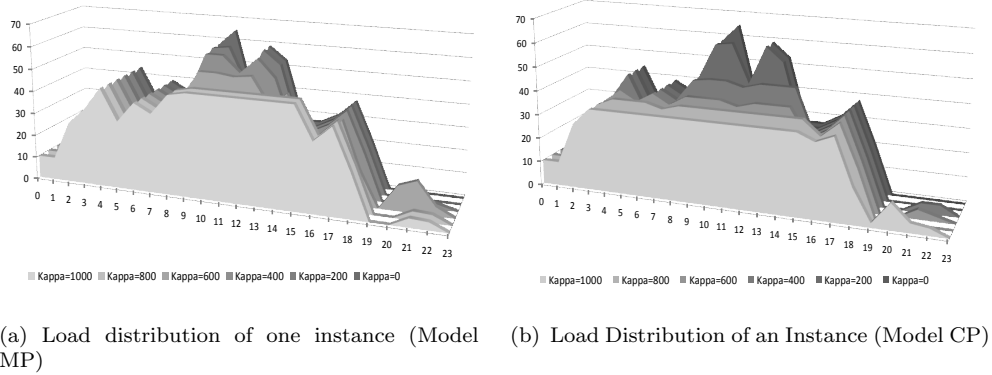 70
60
50
40
30
20
10
0
0 1 2 3 4 5 6 7 8 9 10 11 12 13 14 15 16 17 18 19 20 21 22 23
Kappa=1000 Kappa=800 Kappa=600 Kappa=400 Kappa=200 Kappa=0
(a) Load distribution of one instance (Model
MP)
70
60
50
40
30
20
10
0
0 1 2 3 4 5 6 7 8 9 10 11 12 13 14 15 16 17 18 19 20 21 22 23
Kappa=1000 Kappa=800 Kappa=600 Kappa=400 Kappa=200 Kappa=0
(b) Load Distribution of an Instance (Model CP)